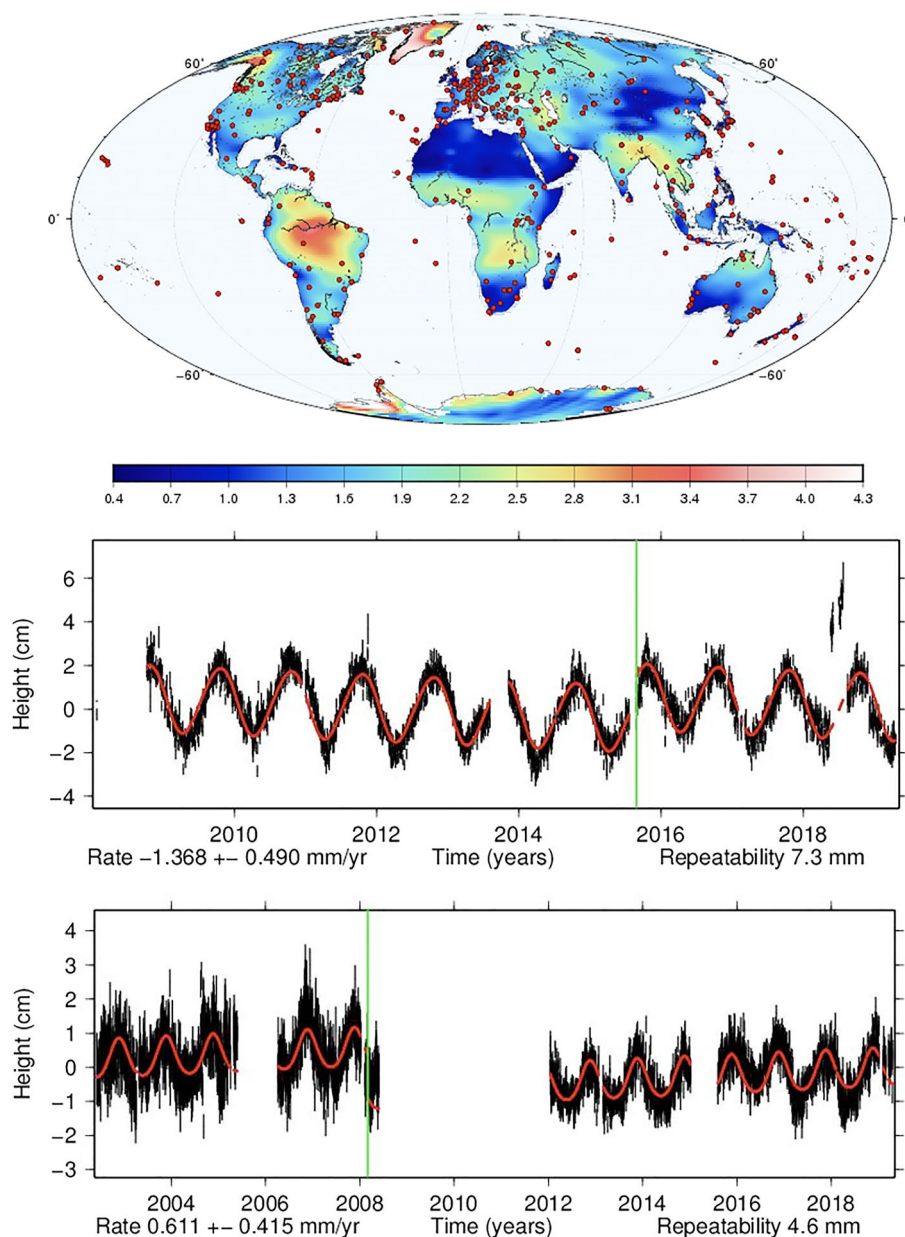 60°
60°
0°
0°
−60°
−60°
0.4 0.7 1.0 1.3 1.6 1.9 2.2 2.5 2.8 3.1 3.4 3.7 4.0 4.3
6
4
2
0
−2
−4
Height (cm)
2010 2012 2014 2016 2018
Rate −1.368 +− 0.490 mm/yr Time (years) Repeatability 7.3 mm
4
3
2
1
0
−1
−2
−3
Height (cm)
2004 2006 2008 2010 2012 2014 2016 2018
Rate 0.611 +− 0.415 mm/yr Time (years) Repeatability 4.6 mm